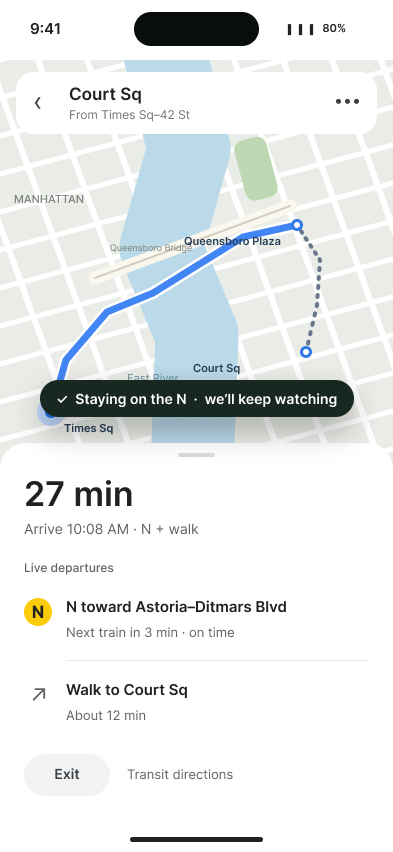 9:41
80%
Court Sq
From Times Sq–42 St
MANHATTAN
Queensboro Bridge
Queensboro Plaza
Court Sq
East River
✓ Staying on the N · we’ll keep watching
Times Sq
27 min
Arrive 10:08 AM · N + walk
Live departures
N
N toward Astoria–Ditmars Blvd
Next train in 3 min · on time
Walk to Court Sq
About 12 min
Exit
Transit directions